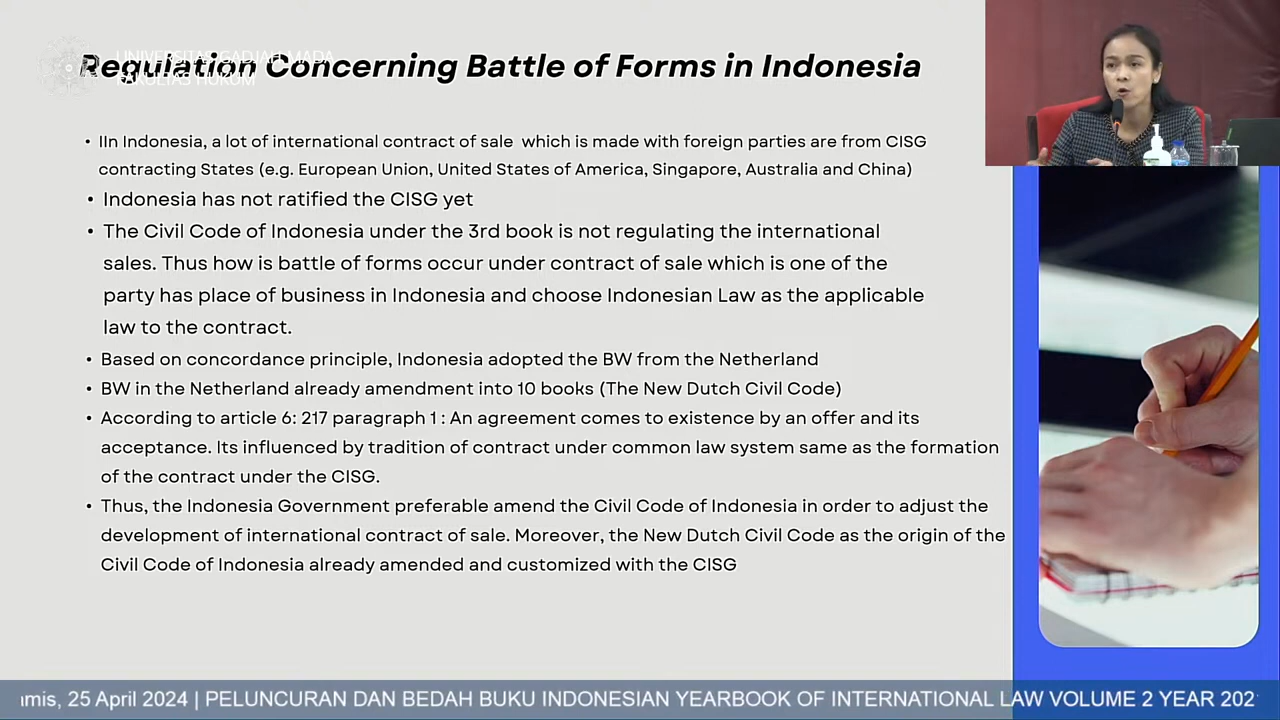 UNIVERSITAS GADJAH MADA
FAKULTAS HUKUM
Regulation Concerning Battle of Forms in Indonesia
• IIn Indonesia, a lot of international contract of sale which is made with foreign parties are from CISG
contracting States (e.g. European Union, United States of America, Singapore, Australia and China)
• Indonesia has not ratified the CISG yet
• The Civil Code of Indonesia under the 3rd book is not regulating the international
sales. Thus how is battle of forms occur under contract of sale which is one of the
party has place of business in Indonesia and choose Indonesian Law as the applicable
law to the contract.
• Based on concordance principle, Indonesia adopted the BW from the Netherland
• BW in the Netherland already amendment into 10 books (The New Dutch Civil Code)
• According to article 6: 217 paragraph 1 : An agreement comes to existence by an offer and its
acceptance. Its influenced by tradition of contract under common law system same as the formation
of the contract under the CISG.
• Thus, the Indonesia Government preferable amend the Civil Code of Indonesia in order to adjust the
development of international contract of sale. Moreover, the New Dutch Civil Code as the origin of the
Civil Code of Indonesia already amended and customized with the CISG
mis, 25 April 2024 | PELUNCURAN DAN BEDAH BUKU INDONESIAN YEARBOOK OF INTERNATIONAL LAW VOLUME 2 YEAR 202